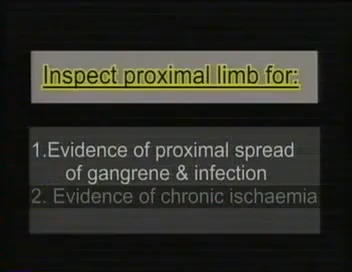 Inspect proximal limb for:
1.Evidence of proximal spread
of gangrene & infection
2. Evidence of chronic ischaemia